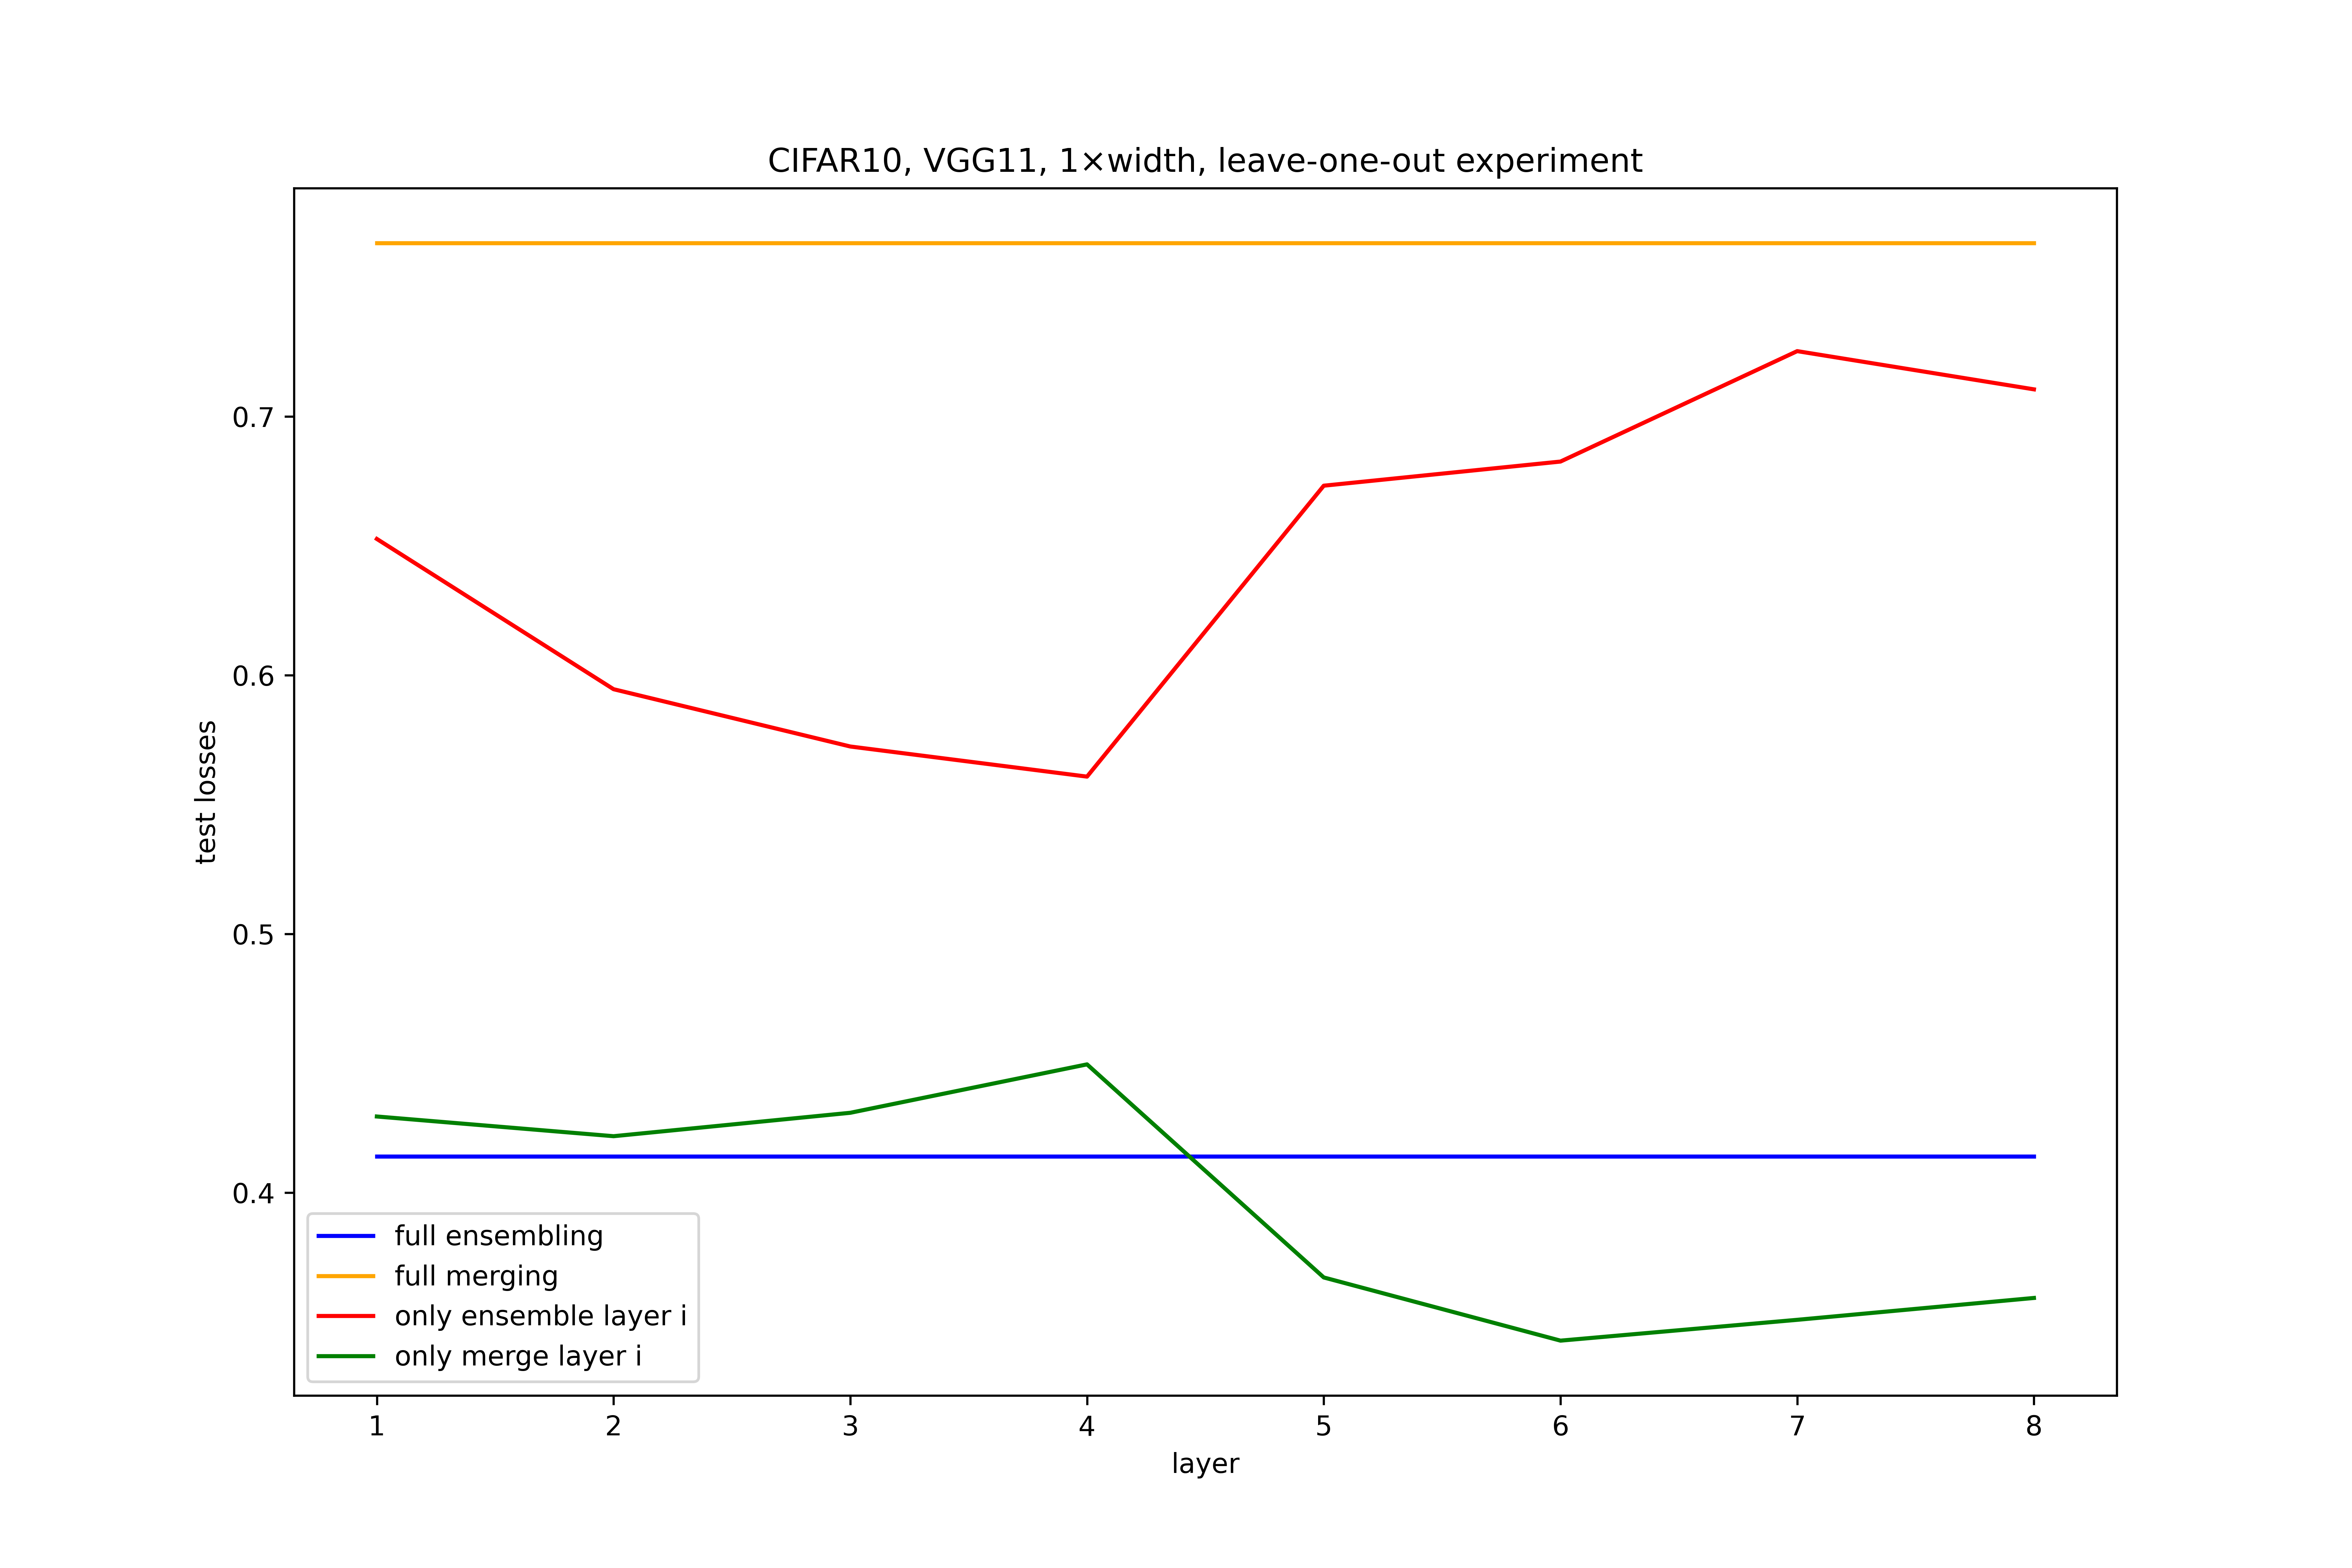 CIFAR10, VGG11, 1×width, leave-one-out experiment
test losses
0.7
0.6
0.5
0.4
full ensembling
full merging
only ensemble layer i
only merge layer i
1 2 3 4 5 6 7 8
layer